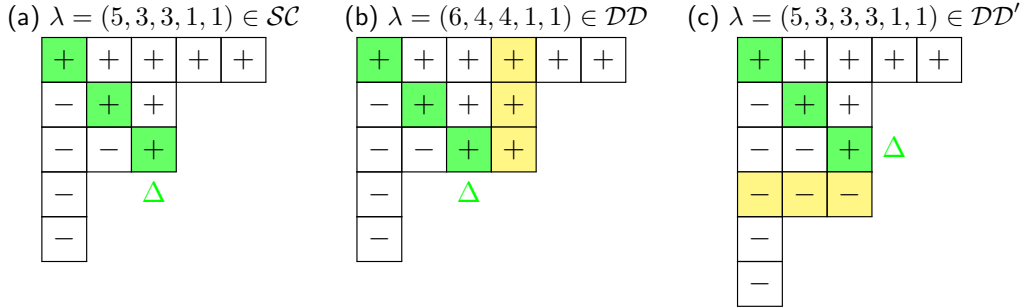 (a) λ = (5, 3, 3, 1, 1) ∈ 𝒮𝒞
+ + + + +
− + +
− − +
−
Δ
−
(b) λ = (6, 4, 4, 1, 1) ∈ 𝒟𝒟
+ + + + + +
− + + +
− − + +
−
Δ
−
(c) λ = (5, 3, 3, 3, 1, 1) ∈ 𝒟𝒟′
+ + + + +
− + +
− − +
Δ
− − −
−
−